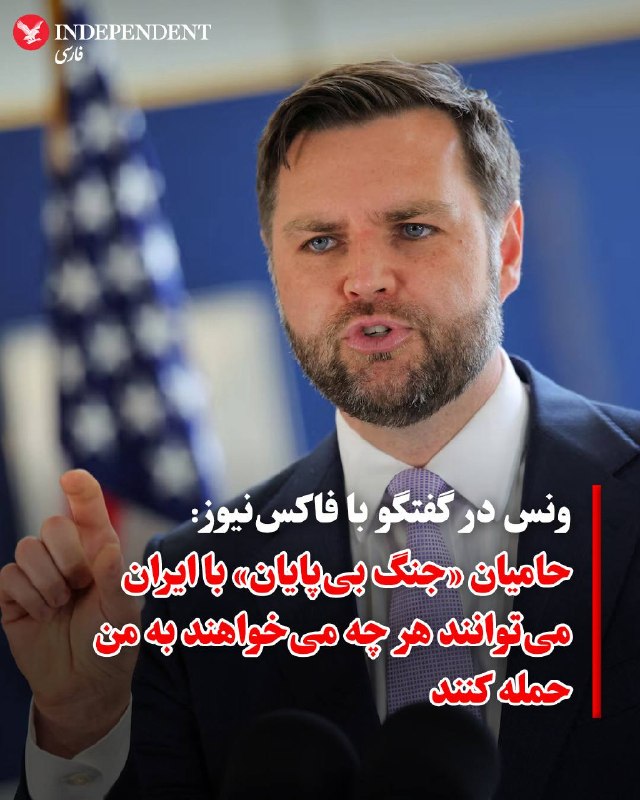 INDEPENDENT
فارسی
ونس در گفتگو با فاکس‌نیوز:
حامیان «جنگ بی‌پایان» با ایران
می‌توانند هر چه می‌خواهند به من
حمله کنند